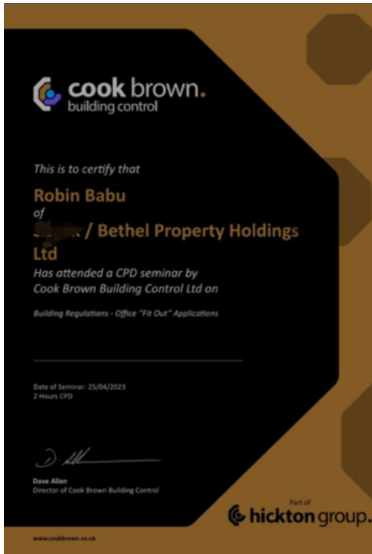 cook brown.
building control
This is to certify that
Robin Babu
of
/ Bethel Property Holdings
Ltd
Has attended a CPD seminar by
Cook Brown Building Control Ltd on
Building Regulations - Office "Fit Out" Applications
Date of Seminar: 25/04/2023
2 Hours CPD
Dave Allen
Director of Cook Brown Building Control
Part of
hickton group.
www.cookbrown.co.uk